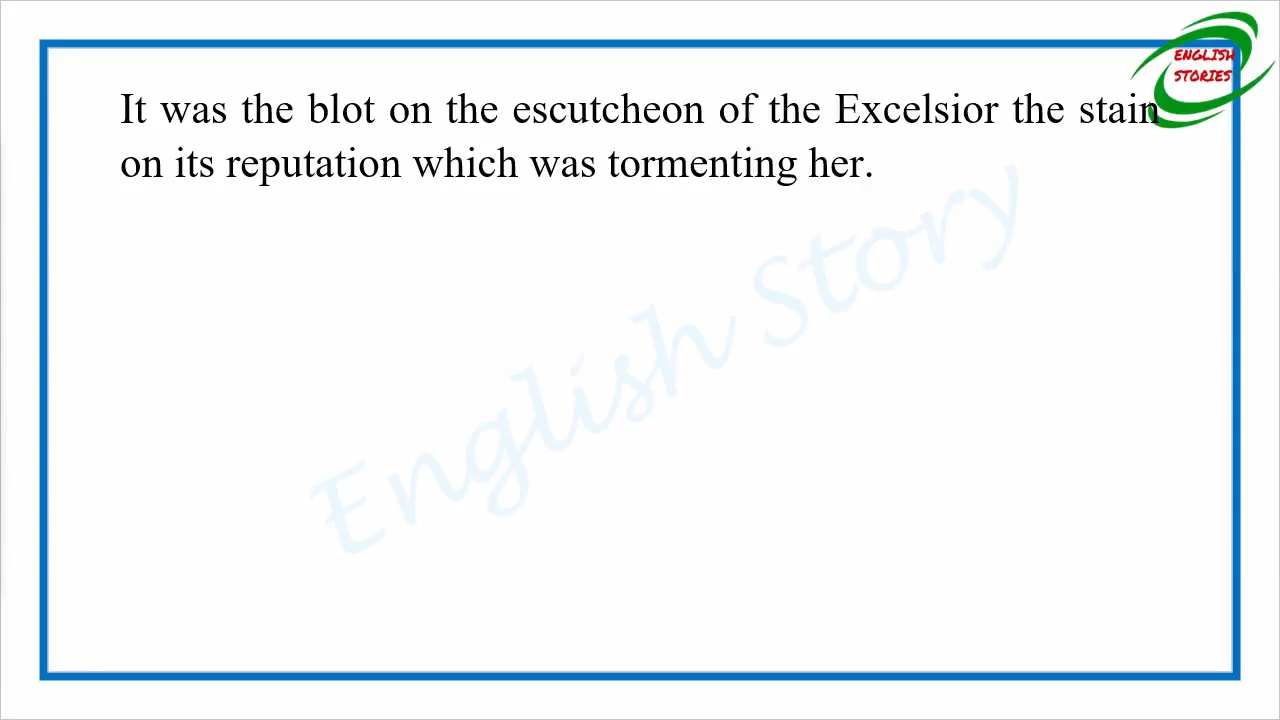 ENGLISH
STORIES
It was the blot on the escutcheon of the Excelsior the stain
on its reputation which was tormenting her.
English Story